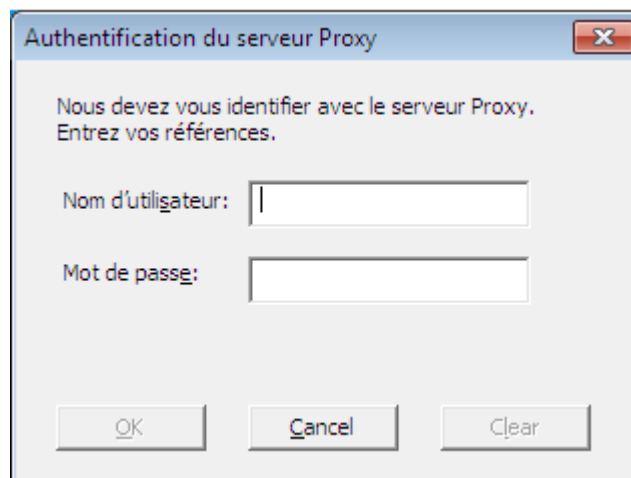 Authentification du serveur Proxy
Nous devez vous identifier avec le serveur Proxy.
Entrez vos références.
Nom d'utilisateur:
Mot de passe:
OK
Cancel
Clear